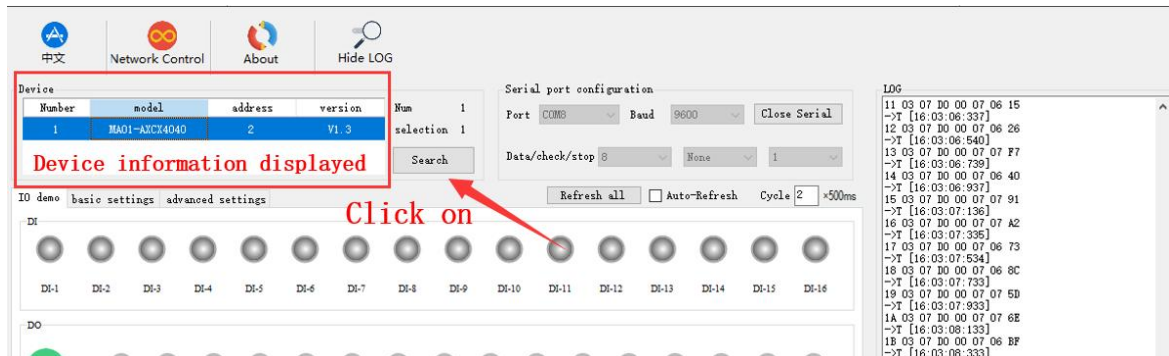 中文
Network Control
About
Hide LOG
Device
Number model address version
1 MA01-AXCX4040 2 V1.3
Device information displayed
Num 1
selection 1
Search
Serial port configuration
Port COM8 Baud 9600 Close Serial
Data/check/stop 8 None 1
IO demo basic settings advanced settings
Refresh all Auto-Refresh Cycle 2 ×500ms
Click on
DI
DI-1 DI-2 DI-3 DI-4 DI-5 DI-6 DI-7 DI-8 DI-9 DI-10 DI-11 DI-12 DI-13 DI-14 DI-15 DI-16
DO
LOG
11 03 07 D0 00 07 06 15
->T [16:03:06:337]
12 03 07 D0 00 07 06 26
->T [16:03:06:540]
13 03 07 D0 00 07 07 F7
->T [16:03:06:739]
14 03 07 D0 00 07 06 40
->T [16:03:06:937]
15 03 07 D0 00 07 07 91
->T [16:03:07:136]
16 03 07 D0 00 07 07 A2
->T [16:03:07:335]
17 03 07 D0 00 07 06 73
->T [16:03:07:534]
18 03 07 D0 00 07 06 8C
->T [16:03:07:733]
19 03 07 D0 00 07 07 5D
->T [16:03:07:933]
1A 03 07 D0 00 07 07 6E
->T [16:03:08:133]
1B 03 07 D0 00 07 06 BF
->T [16:03:08:333]